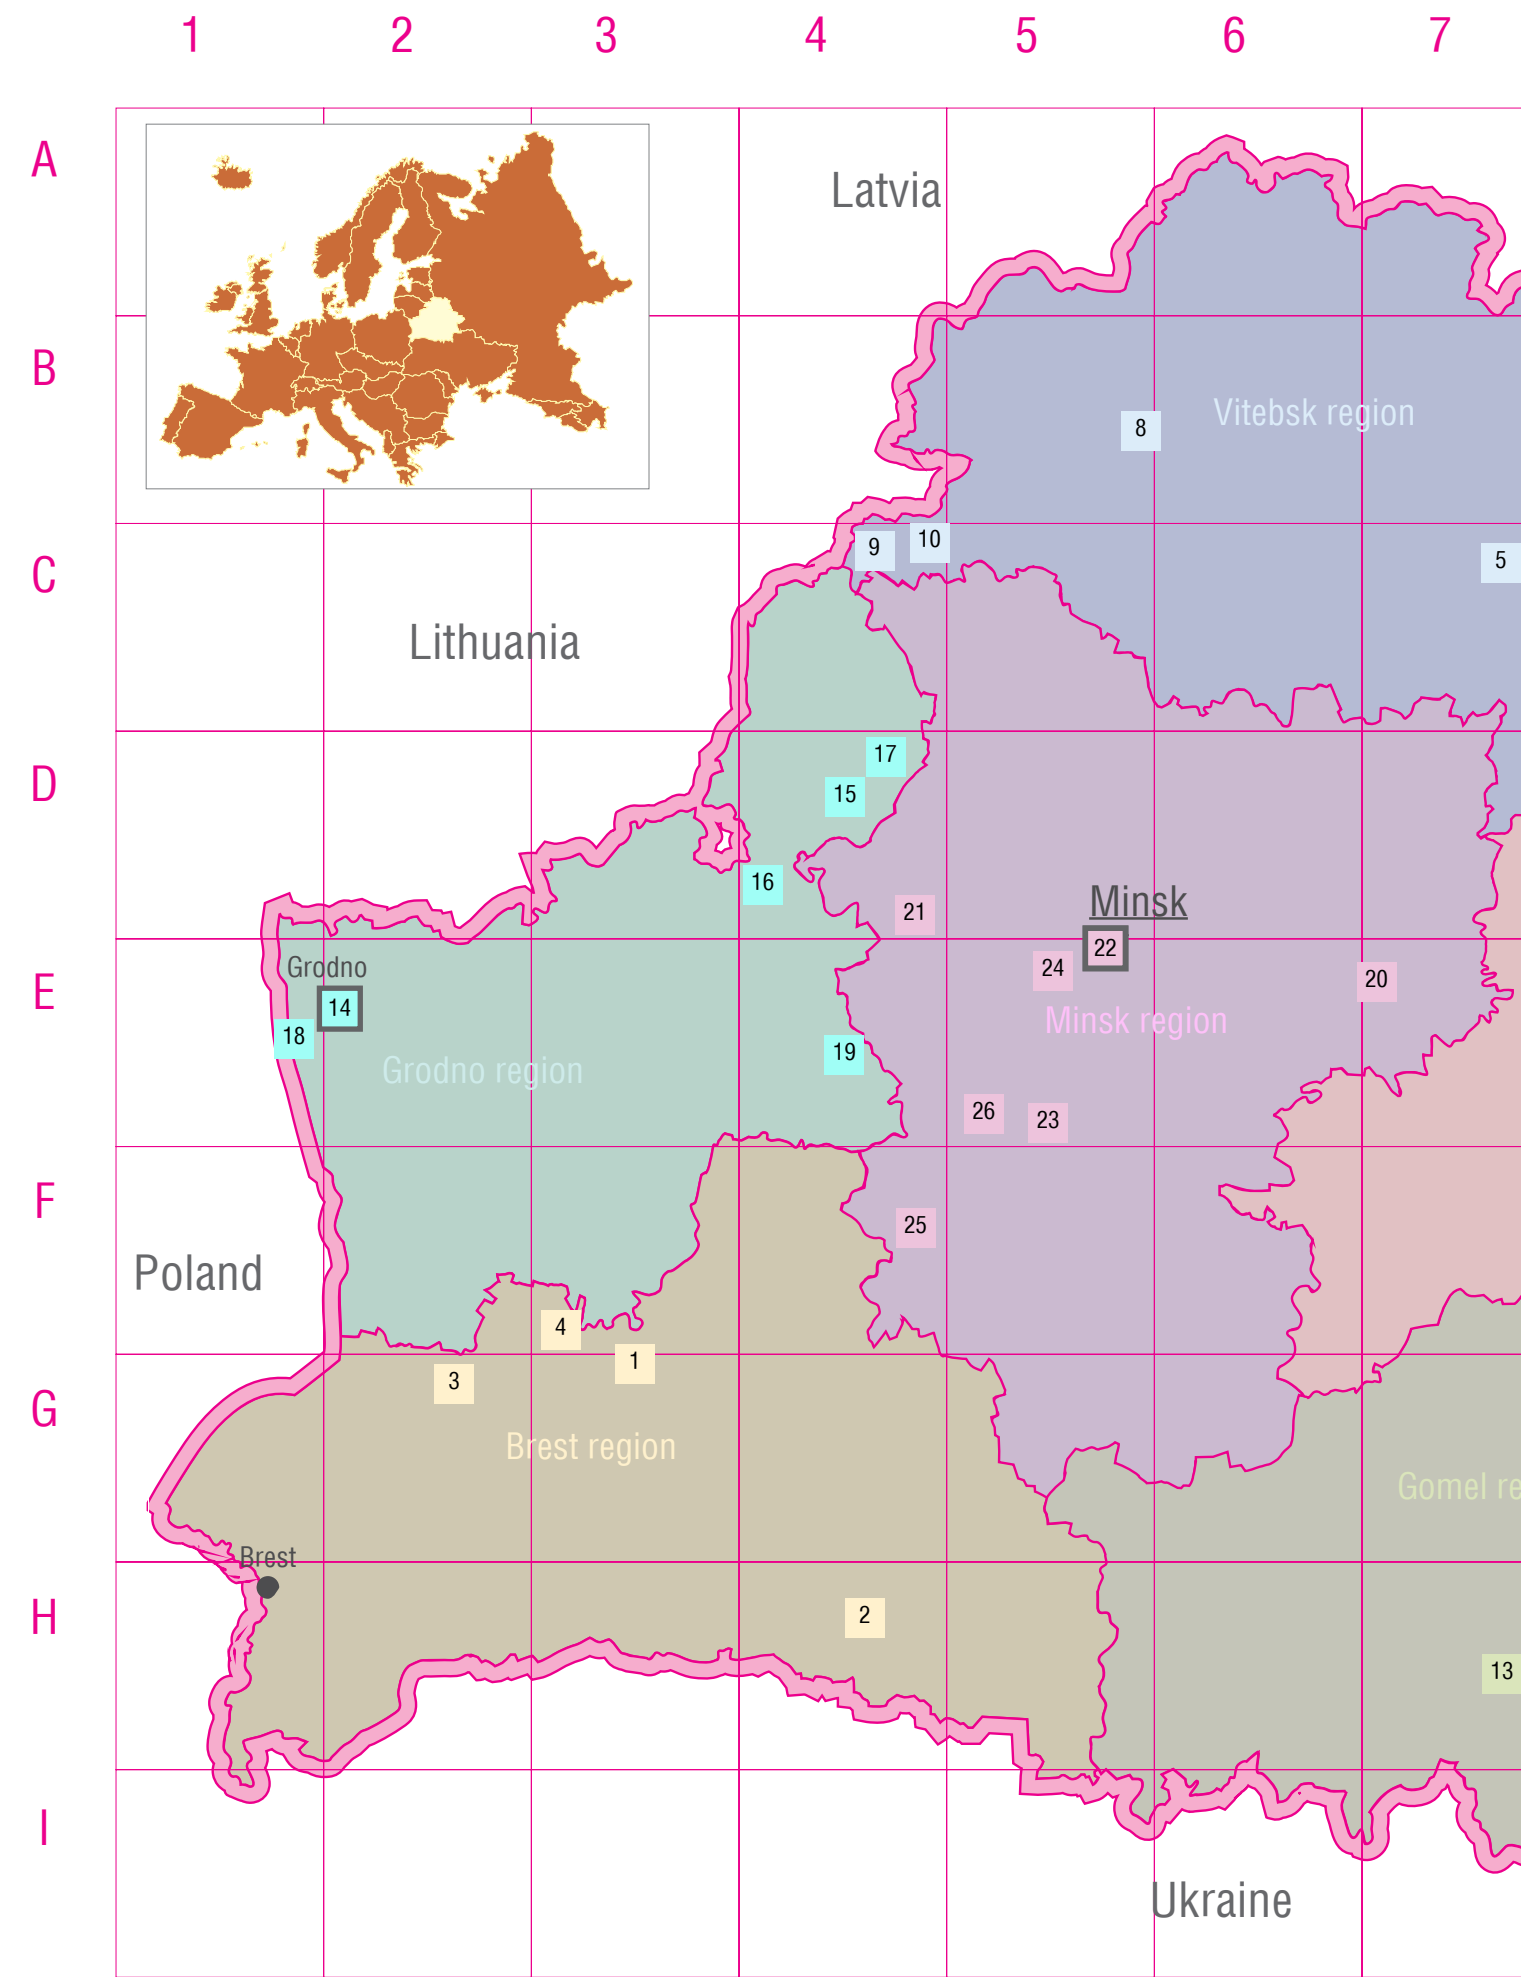 1 2 3 4 5 6 7
A
Latvia
B
Vitebsk region
8
C
9 10
5
Lithuania
D
17
15
16
21
Minsk
22
E
Grodno
14
18
24
20
Minsk region
19
Grodno region
26
23
F
25
Poland
4
1
3
G
Brest region
Gomel re
Brest
H
2
13
I
Ukraine